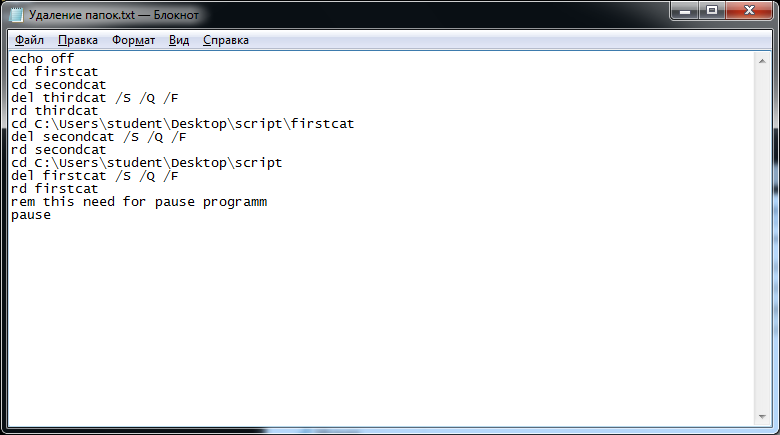 Удаление папок.txt — Блокнот
Файл Правка Формат Вид Справка
echo off
cd firstcat
cd secondcat
del thirdcat /S /Q /F
rd thirdcat
cd C:\Users\student\Desktop\script\firstcat
del secondcat /S /Q /F
rd secondcat
cd C:\Users\student\Desktop\script
del firstcat /S /Q /F
rd firstcat
rem this need for pause programm
pause